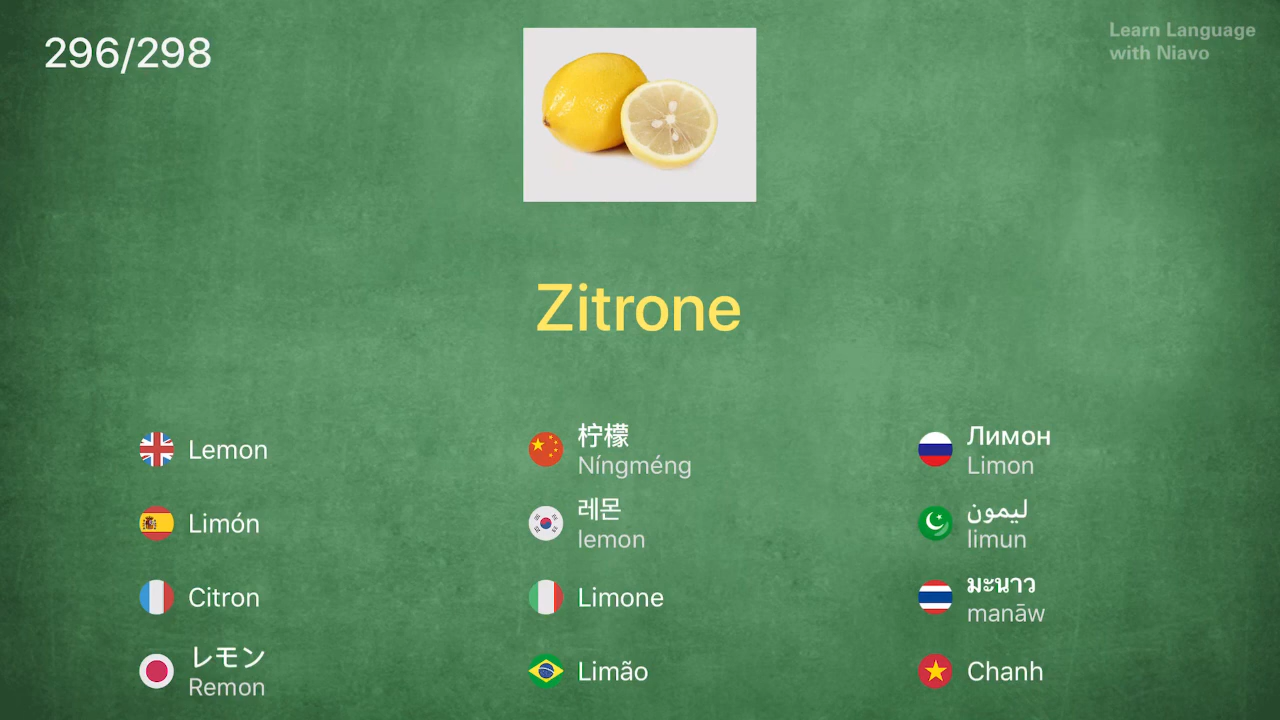 296/298
Learn Language
with Niavo
Zitrone
Lemon
Limón
Citron
レモン
Remon
柠檬
Níngméng
레몬
lemon
Limone
Limão
Лимон
Limon
ليمون
limun
มะนาว
manāw
Chanh